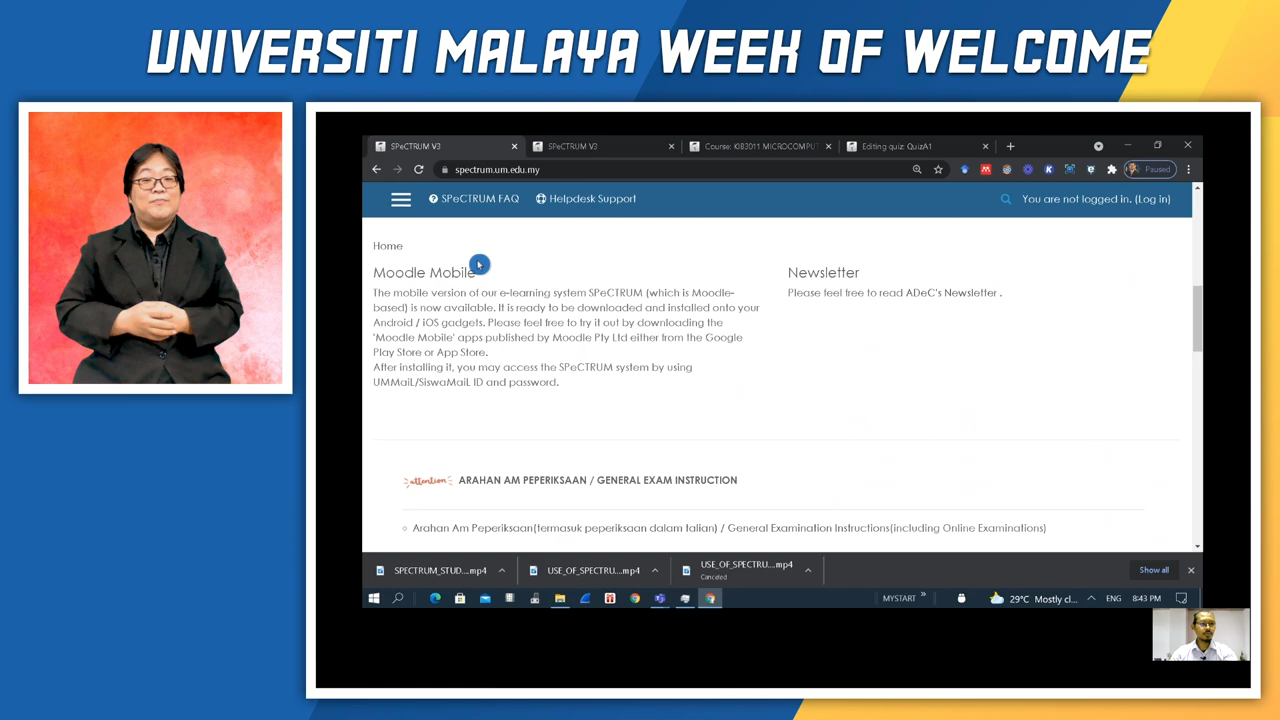 UNIVERSITI MALAYA WEEK OF WELCOME
SPeCTRUM V3
SPeCTRUM V3
Course: KIB3011 MICROCOMPUT
Editing quiz: QuizA1
spectrum.um.edu.my
Paused
SPeCTRUM FAQ
Helpdesk Support
You are not logged in. (Log in)
Home
Moodle Mobile
The mobile version of our e-learning system SPeCTRUM (which is Moodle-
based) is now available. It is ready to be downloaded and installed onto your
Android / iOS gadgets. Please feel free to try it out by downloading the
'Moodle Mobile' apps published by Moodle Pty Ltd either from the Google
Play Store or App Store.
After installing it, you may access the SPeCTRUM system by using
UMMaiL/SiswaMaiL ID and password.
Newsletter
Please feel free to read ADeC's Newsletter .
attention
ARAHAN AM PEPERIKSAAN / GENERAL EXAM INSTRUCTION
Arahan Am Peperiksaan(termasuk peperiksaan dalam talian) / General Examination Instructions(including Online Examinations)
SPECTRUM_STUD....mp4
USE_OF_SPECTRU....mp4
USE_OF_SPECTRU....mp4
Canceled
Show all
MYSTART
29°C Mostly cl...
ENG
8:43 PM